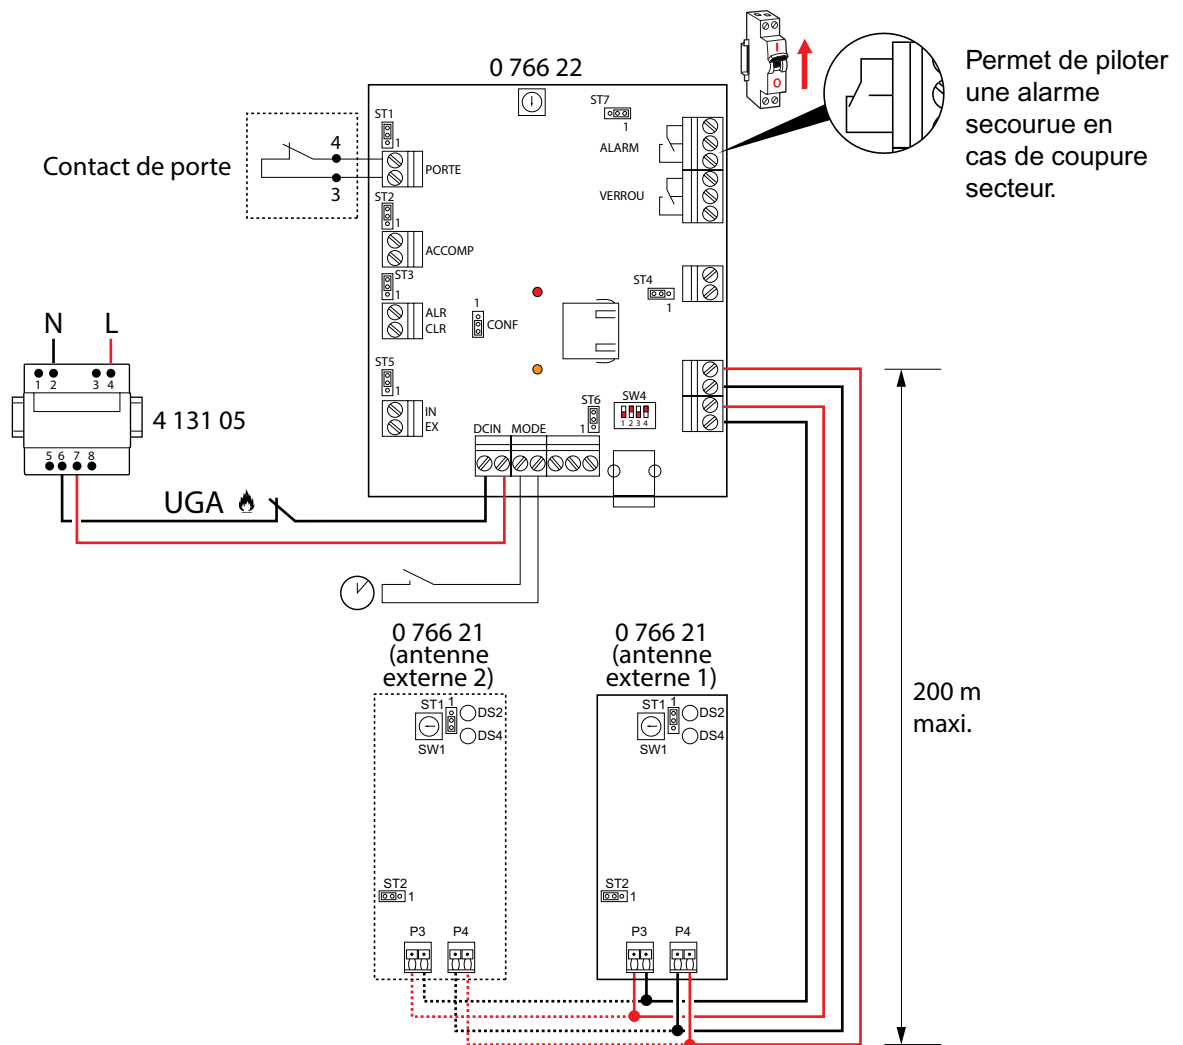 0 766 22
Permet de piloter
une alarme
secourue en
cas de coupure
secteur.
I
O
ST7
1
ALARM
VERROU
ST1
1
Contact de porte
4
3
PORTE
ST2
1
ACCOMP
ST3
1
ALR
CLR
1
CONF
ST4
1
N L
1 2 3 4
4 131 05
5 6 7 8
ST5
1
IN
EX
DCIN MODE
ST6
1
SW4
1 2 3 4
UGA
0 766 21
(antenne
externe 2)
0 766 21
(antenne
externe 1)
ST1 1
DS2
DS4
SW1
ST2
1
P3 P4
ST1 1
DS2
DS4
SW1
ST2
1
P3 P4
200 m
maxi.